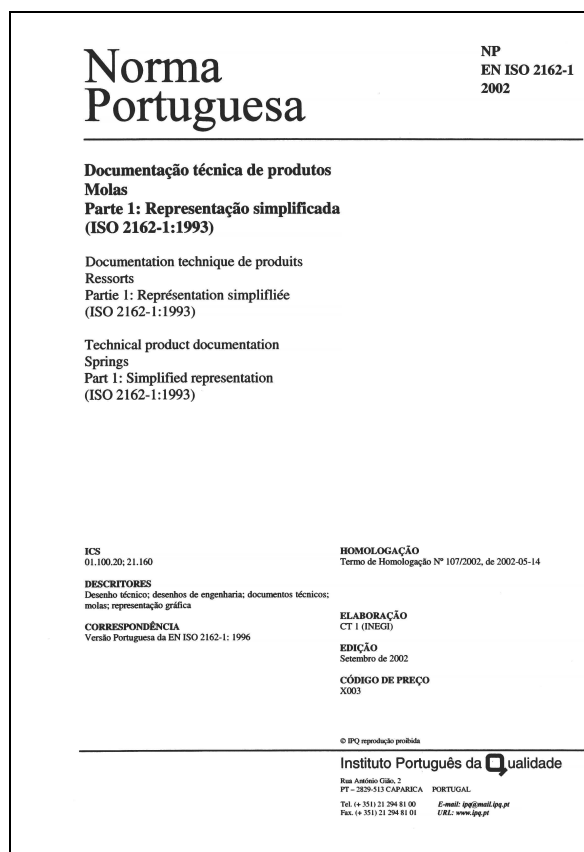 Norma
Portuguesa
NP
EN ISO 2162-1
2002
Documentação técnica de produtos
Molas
Parte 1: Representação simplificada
(ISO 2162-1:1993)
Documentation technique de produits
Ressorts
Partie 1: Représentation simplifliée
(ISO 2162-1:1993)
Technical product documentation
Springs
Part 1: Simplified representation
(ISO 2162-1:1993)
ICS
01.100.20; 21.160
DESCRITORES
Desenho técnico; desenhos de engenharia; documentos técnicos;
molas; representação gráfica
CORRESPONDÊNCIA
Versão Portuguesa da EN ISO 2162-1: 1996
HOMOLOGAÇÃO
Termo de Homologação Nº 107/2002, de 2002-05-14
ELABORAÇÃO
CT 1 (INEGI)
EDIÇÃO
Setembro de 2002
CÓDIGO DE PREÇO
X003
© IPQ reprodução proibida
Instituto Português da Qualidade
Rua António Gião, 2
PT – 2829-513 CAPARICA PORTUGAL
Tel. (+ 351) 21 294 81 00 E-mail: ipq@mail.ipq.pt
Fax. (+ 351) 21 294 81 01 URL: www.ipq.pt